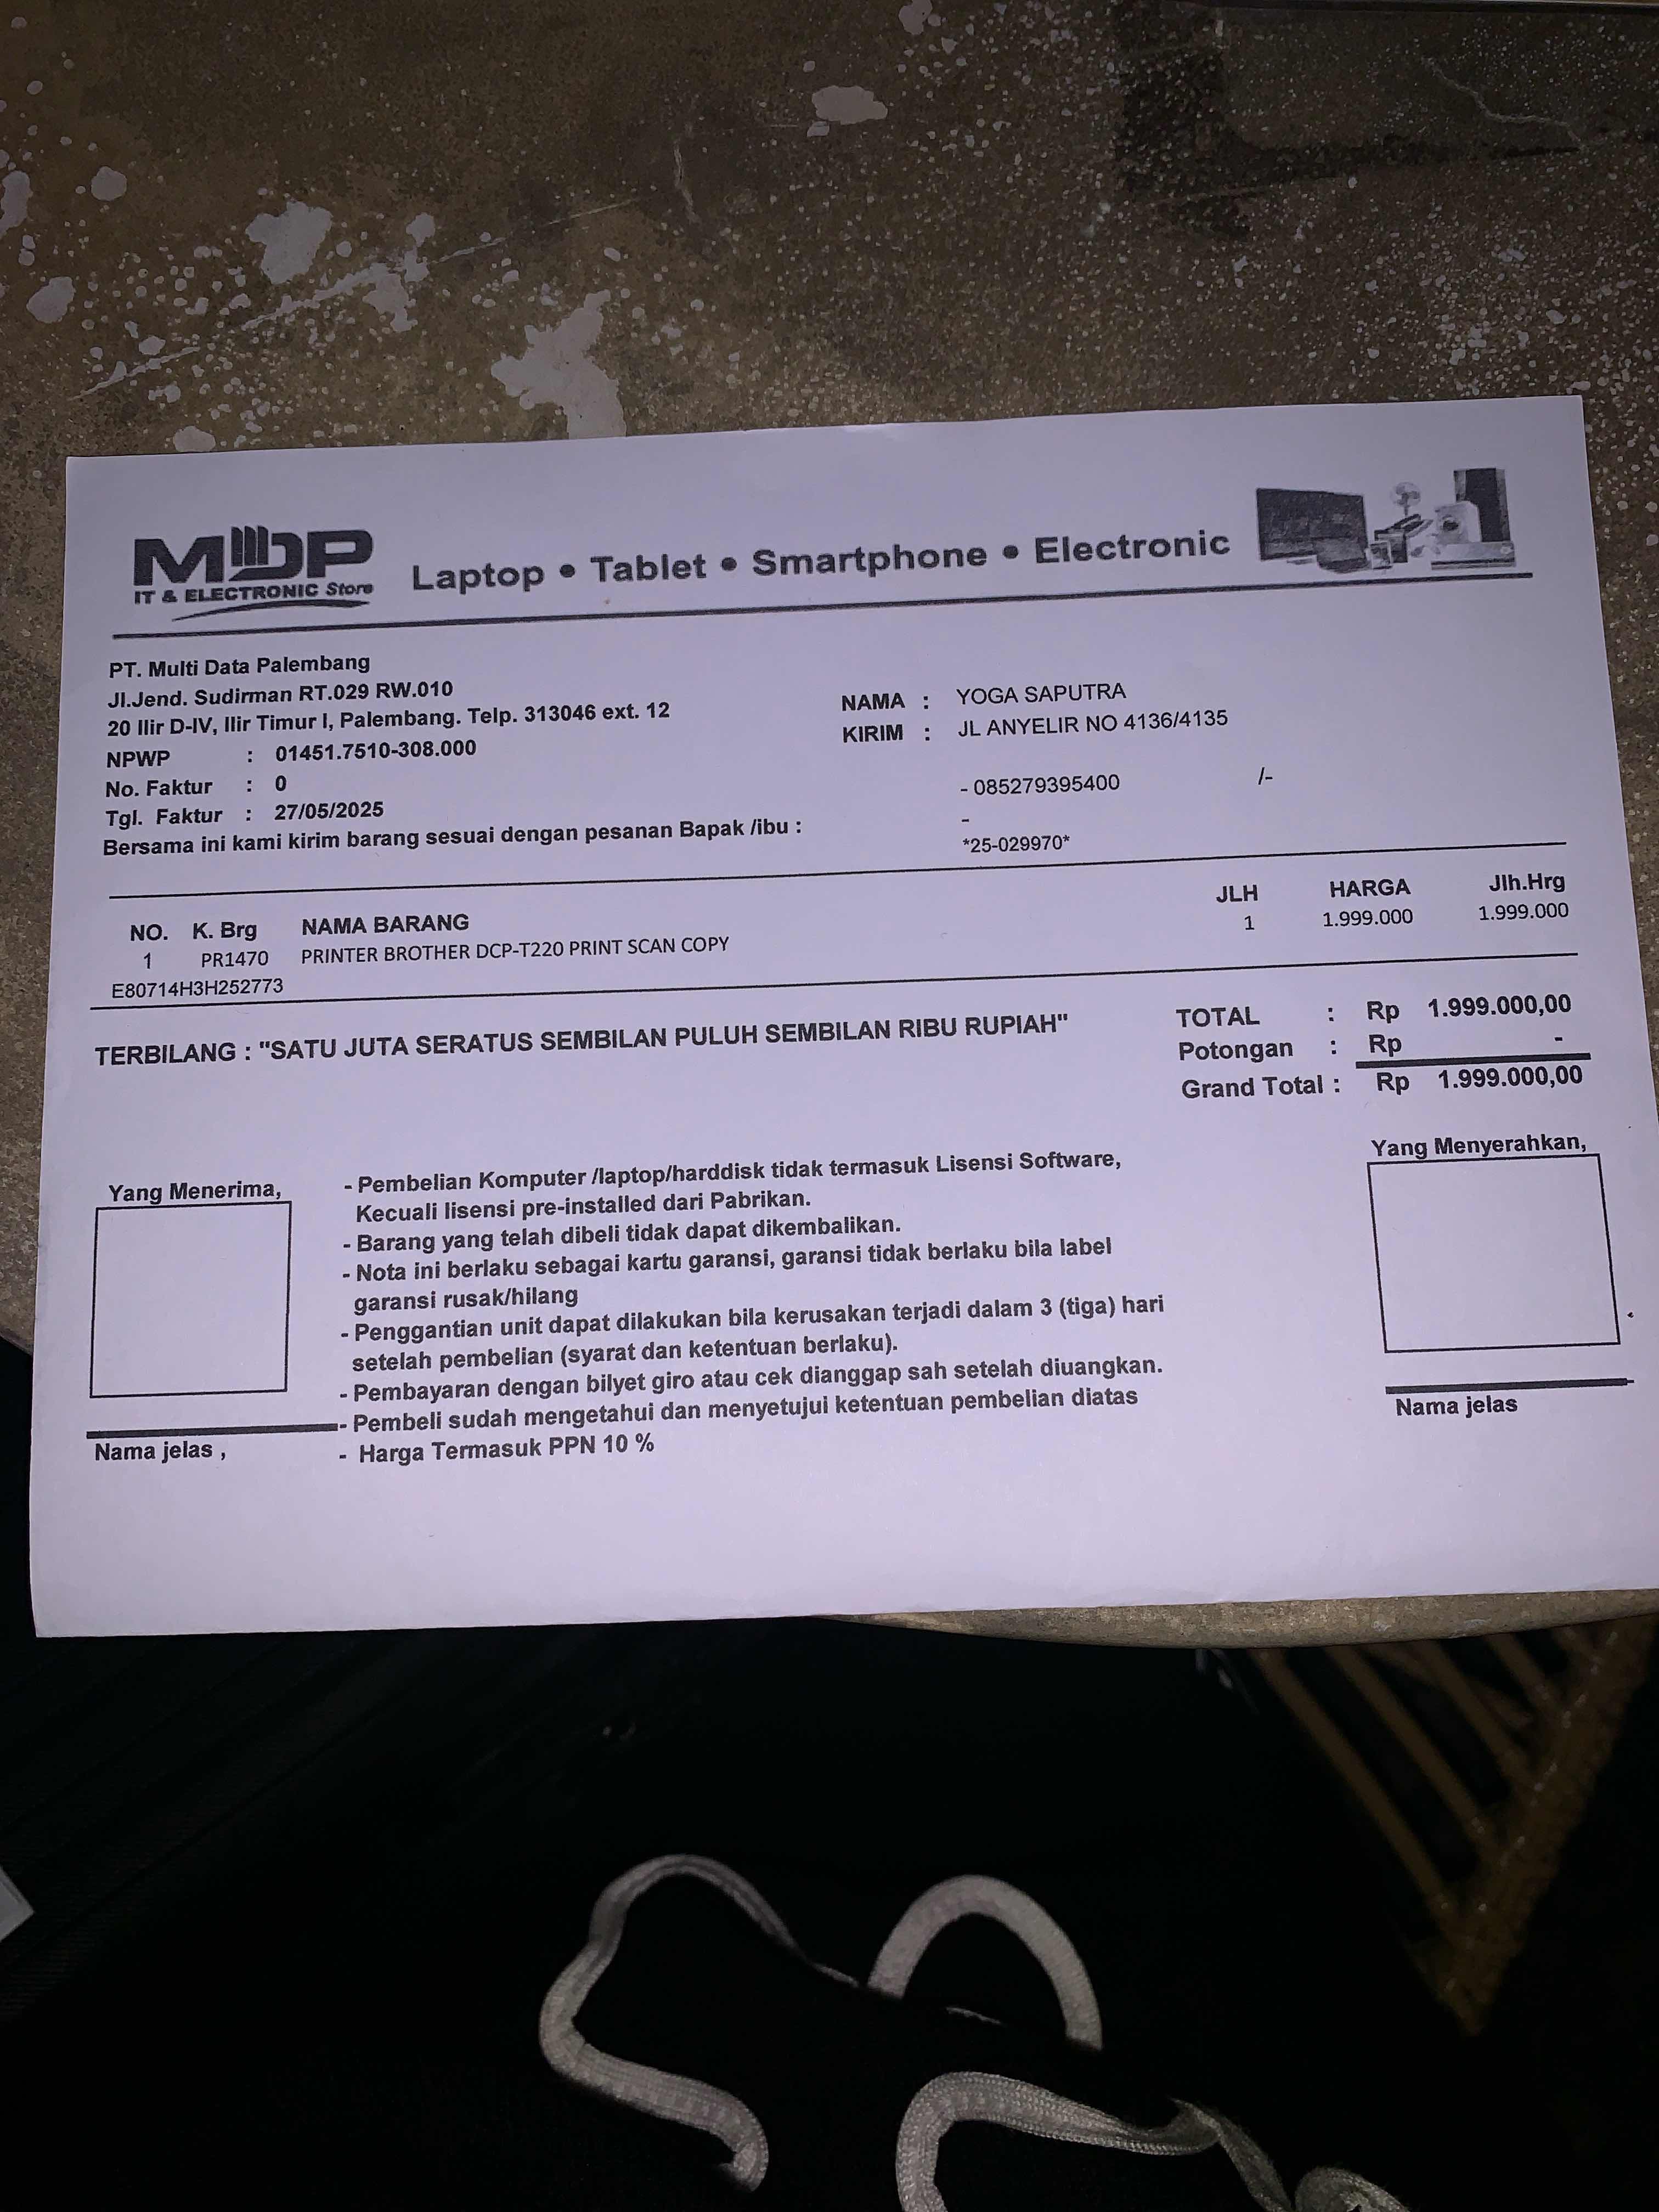 MDP
IT & ELECTRONIC Store
Laptop • Tablet • Smartphone • Electronic
PT. Multi Data Palembang
Jl.Jend. Sudirman RT.029 RW.010
20 Ilir D-IV, Ilir Timur I, Palembang. Telp. 313046 ext. 12
NPWP : 01451.7510-308.000
No. Faktur : 0
Tgl. Faktur : 27/05/2025
Bersama ini kami kirim barang sesuai dengan pesanan Bapak /ibu :
NAMA : YOGA SAPUTRA
KIRIM : JL ANYELIR NO 4136/4135
- 085279395400 /-
-
*25-029970*
NO. K. Brg NAMA BARANG JLH HARGA Jlh.Hrg
1 PR1470 PRINTER BROTHER DCP-T220 PRINT SCAN COPY 1 1.999.000 1.999.000
E80714H3H252773
TERBILANG : "SATU JUTA SERATUS SEMBILAN PULUH SEMBILAN RIBU RUPIAH"
TOTAL : Rp 1.999.000,00
Potongan : Rp -
Grand Total : Rp 1.999.000,00
Yang Menerima,
- Pembelian Komputer /laptop/harddisk tidak termasuk Lisensi Software,
Kecuali lisensi pre-installed dari Pabrikan.
- Barang yang telah dibeli tidak dapat dikembalikan.
- Nota ini berlaku sebagai kartu garansi, garansi tidak berlaku bila label
garansi rusak/hilang
- Penggantian unit dapat dilakukan bila kerusakan terjadi dalam 3 (tiga) hari
setelah pembelian (syarat dan ketentuan berlaku).
- Pembayaran dengan bilyet giro atau cek dianggap sah setelah diuangkan.
- Pembeli sudah mengetahui dan menyetujui ketentuan pembelian diatas
- Harga Termasuk PPN 10 %
Nama jelas ,
Yang Menyerahkan,
Nama jelas